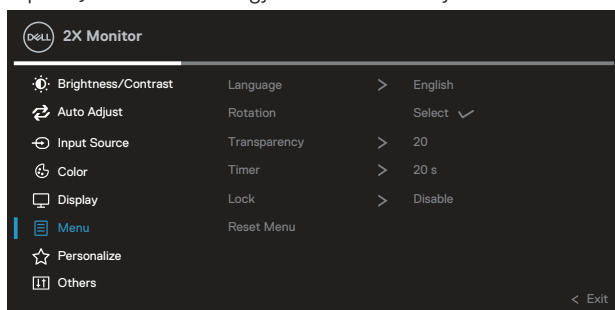 DELL 2X Monitor
Brightness/Contrast Language > English
Auto Adjust Rotation Select ✓
Input Source Transparency > 20
Color Timer > 20 s
Display Lock > Disable
Menu Reset Menu
Personalize
Others
< Exit